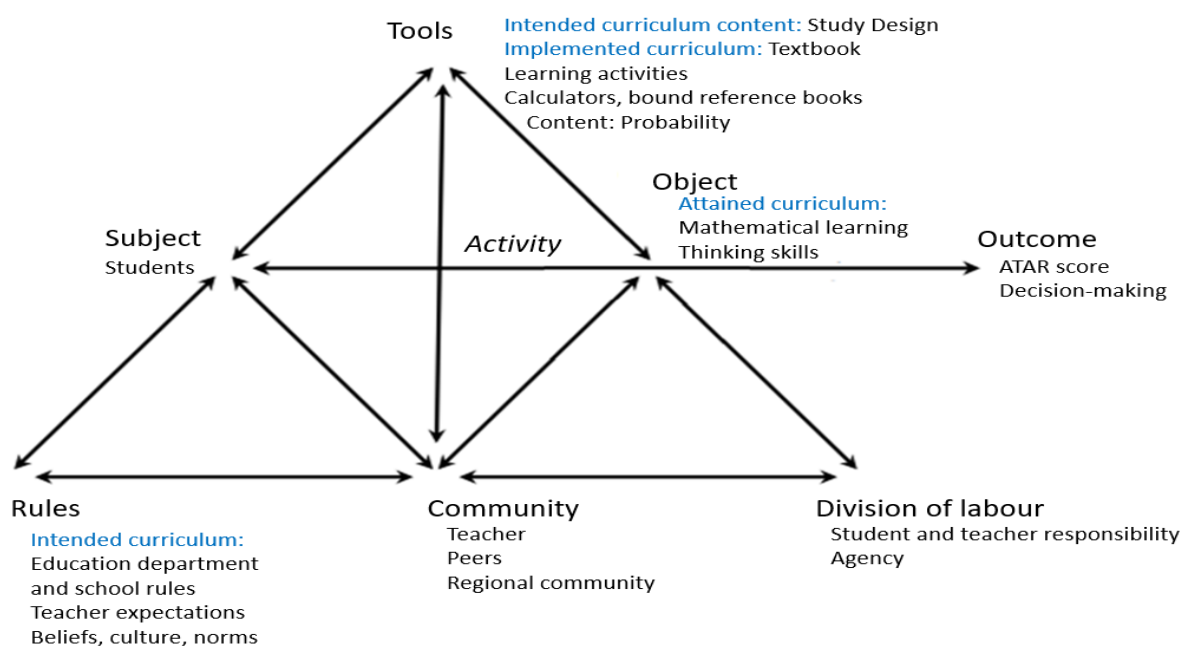 Tools
Intended curriculum content: Study Design
Implemented curriculum: Textbook
Learning activities
Calculators, bound reference books
Content: Probability
Object
Attained curriculum:
Mathematical learning
Thinking skills
Activity
Subject
Students
Outcome
ATAR score
Decision-making
Rules
Intended curriculum:
Education department
and school rules
Teacher expectations
Beliefs, culture, norms
Community
Teacher
Peers
Regional community
Division of labour
Student and teacher responsibility
Agency